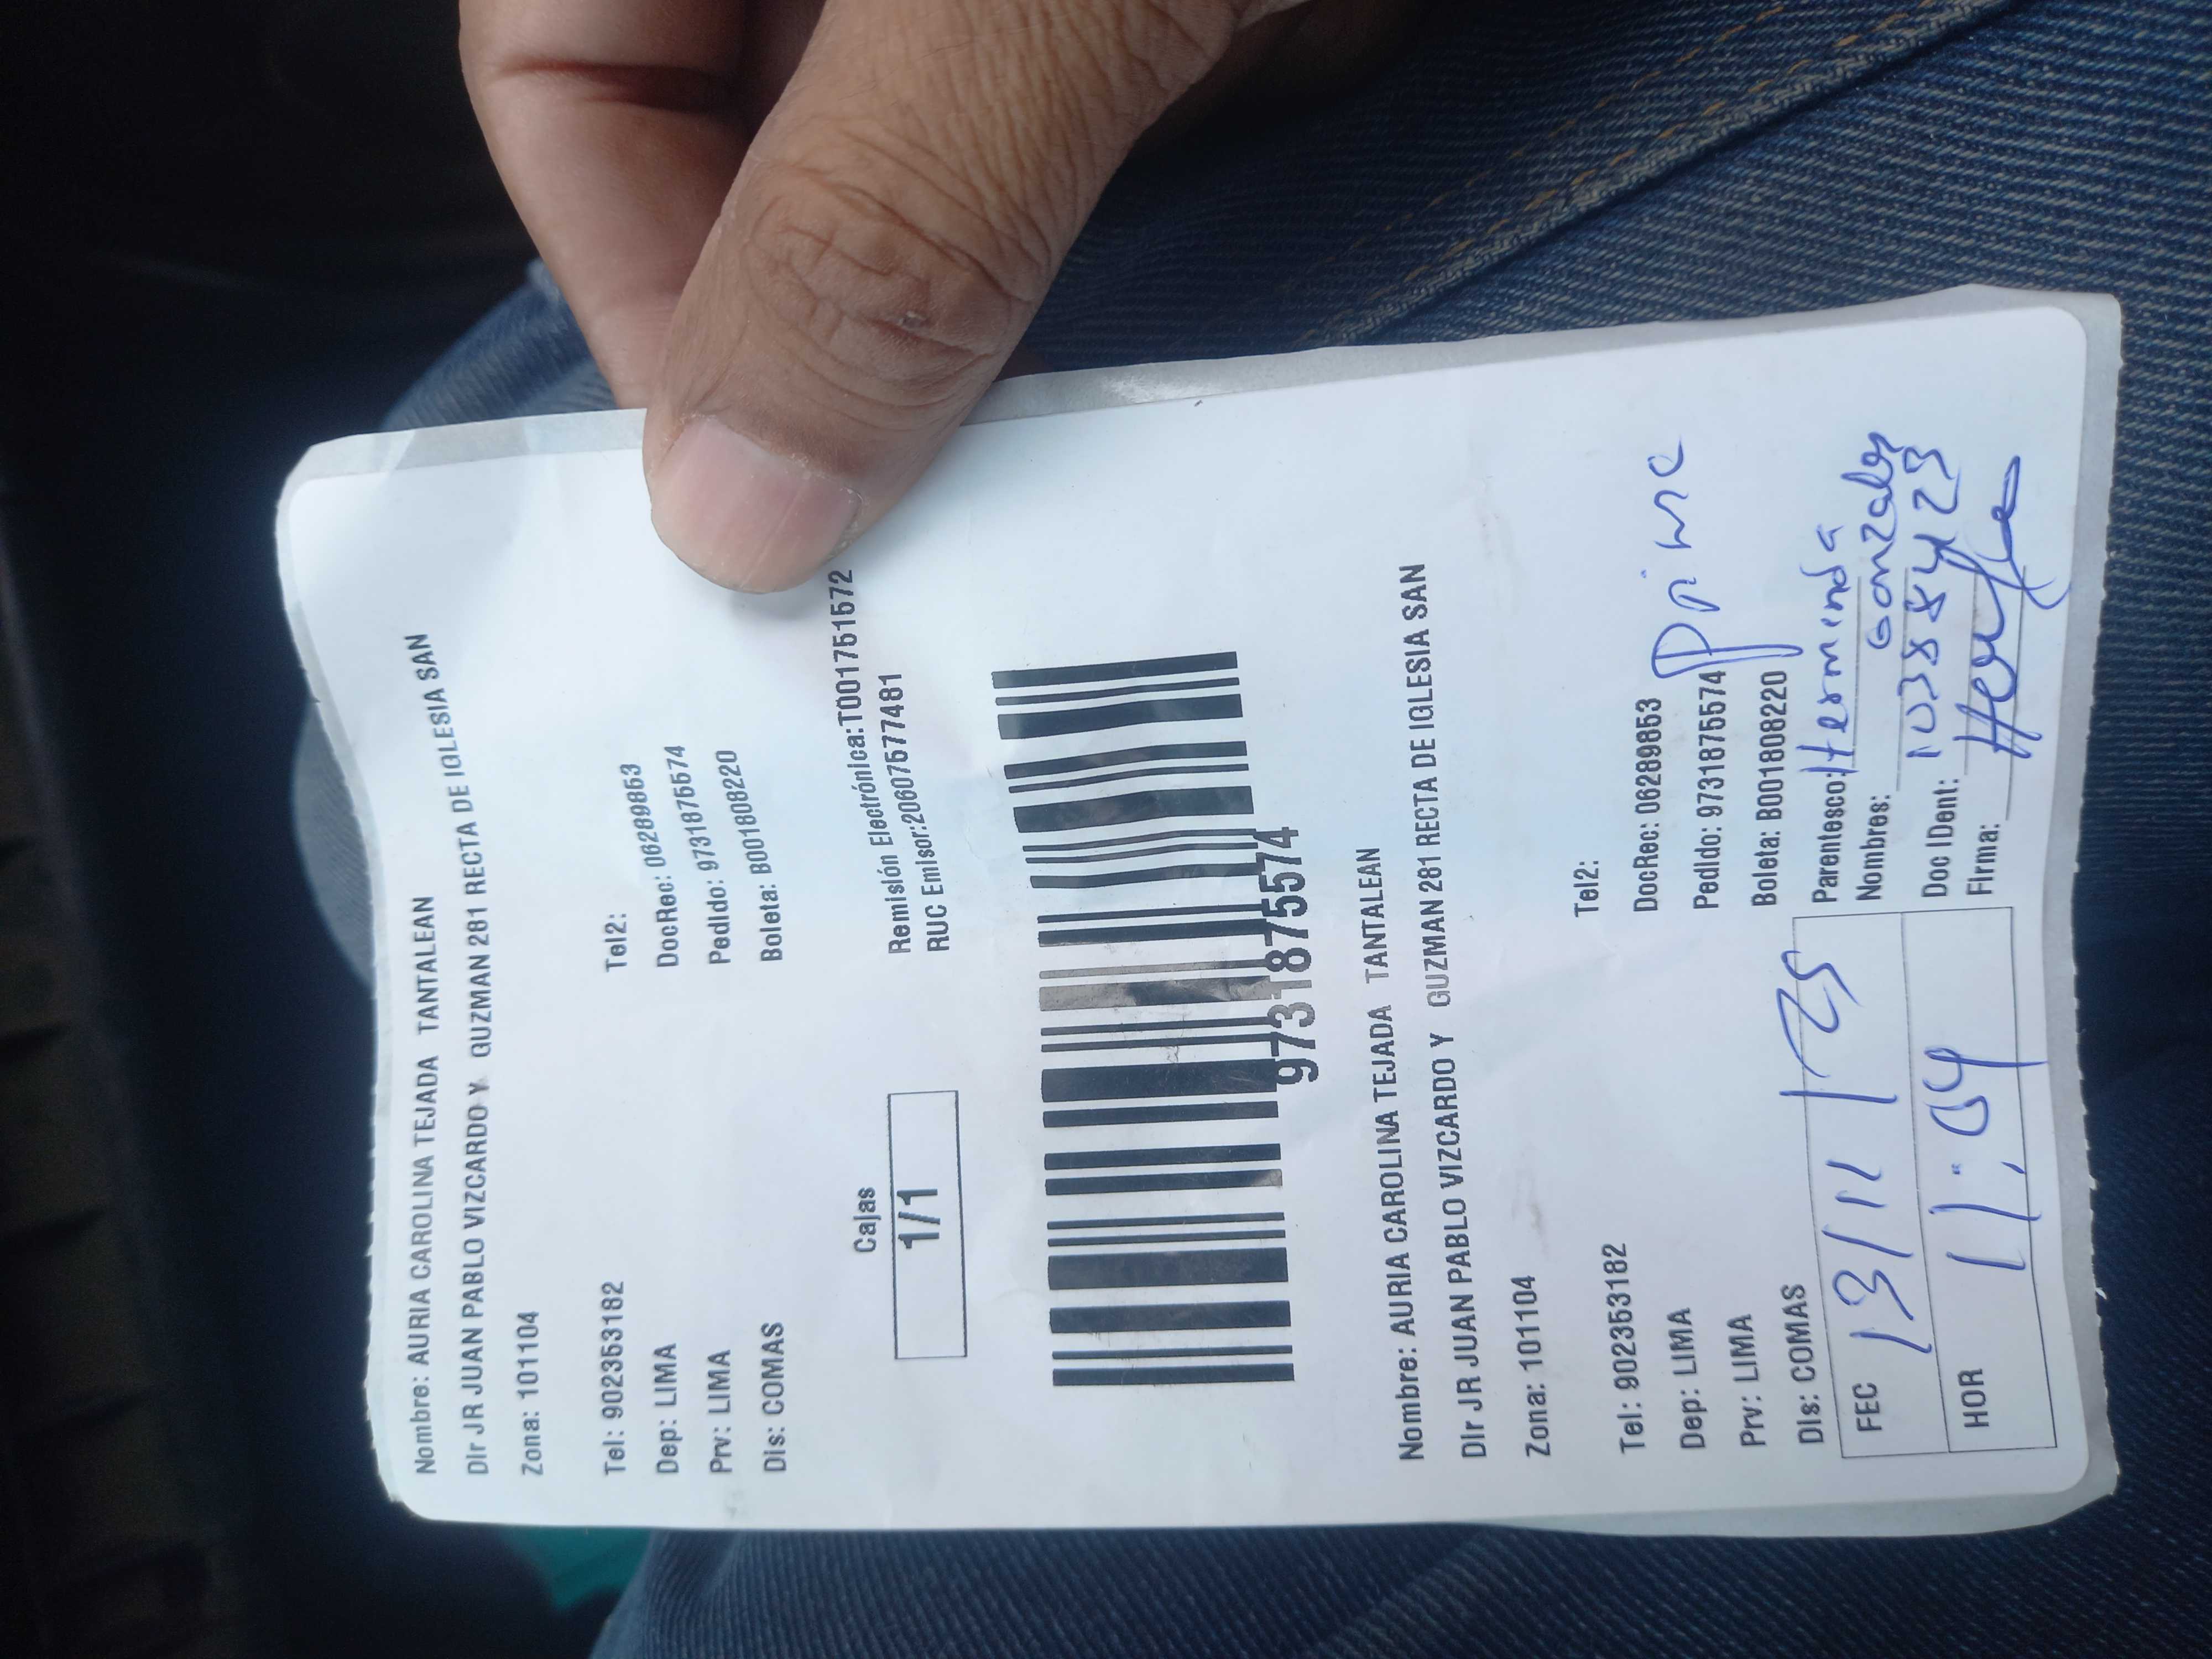 Nombre: AURIA CAROLINA TEJADA TANTALEAN
DIr JR JUAN PABLO VIZCARDO Y GUZMAN 281 RECTA DE IGLESIA SAN
Zona: 101104
Tel: 902353182 Tel2:
Dep: LIMA DocRec: 06289853
Prv: LIMA Pedido: 9731875574
Dis: COMAS Boleta: B001808220
Cajas
1/1
Remisión Electrónica:T001751572
RUC Emisor:20607577481
9731875574
Nombre: AURIA CAROLINA TEJADA TANTALEAN
DIr JR JUAN PABLO VIZCARDO Y GUZMAN 281 RECTA DE IGLESIA SAN
Zona: 101104
Tel: 902353182 Tel2:
Dep: LIMA DocRec: 06289853
Prv: LIMA Pedido: 9731875574
Dis: COMAS Boleta: B001808220
FEC 13/11/25
HOR 11:04
Parentesco: Herminda
Nombres: Gonzales
Doc IDent: 10388423
Firma: